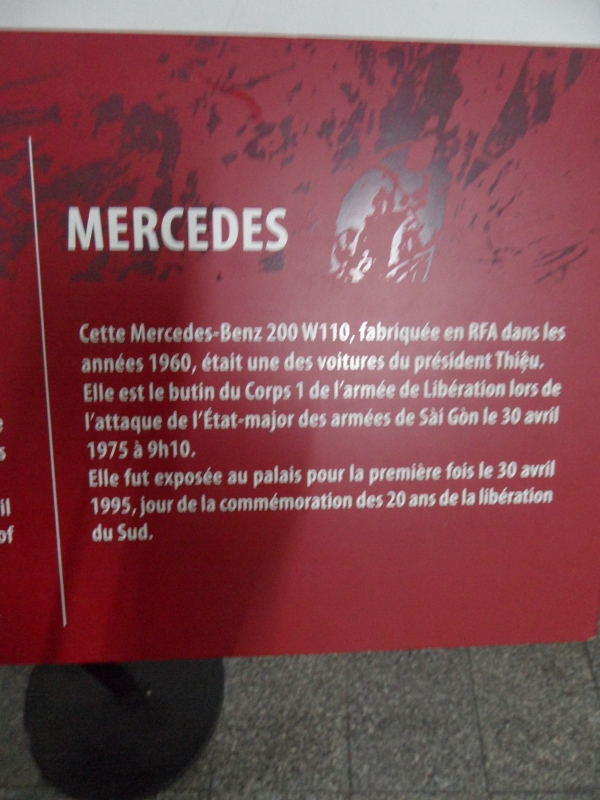 MERCEDES
Cette Mercedes-Benz 200 W110, fabriquée en RFA dans les
années 1960, était une des voitures du président Thiệu.
Elle est le butin du Corps 1 de l'armée de Libération lors de
l'attaque de l'État-major des armées de Sài Gòn le 30 avril
1975 à 9h10.
Elle fut exposée au palais pour la première fois le 30 avril
1995, jour de la commémoration des 20 ans de la libération
du Sud.
e
s
il
of